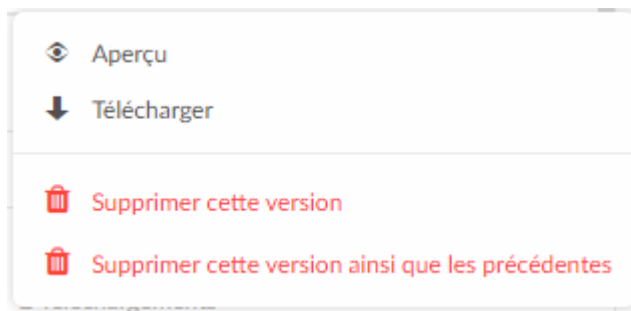 Aperçu
Télécharger
Supprimer cette version
Supprimer cette version ainsi que les précédentes